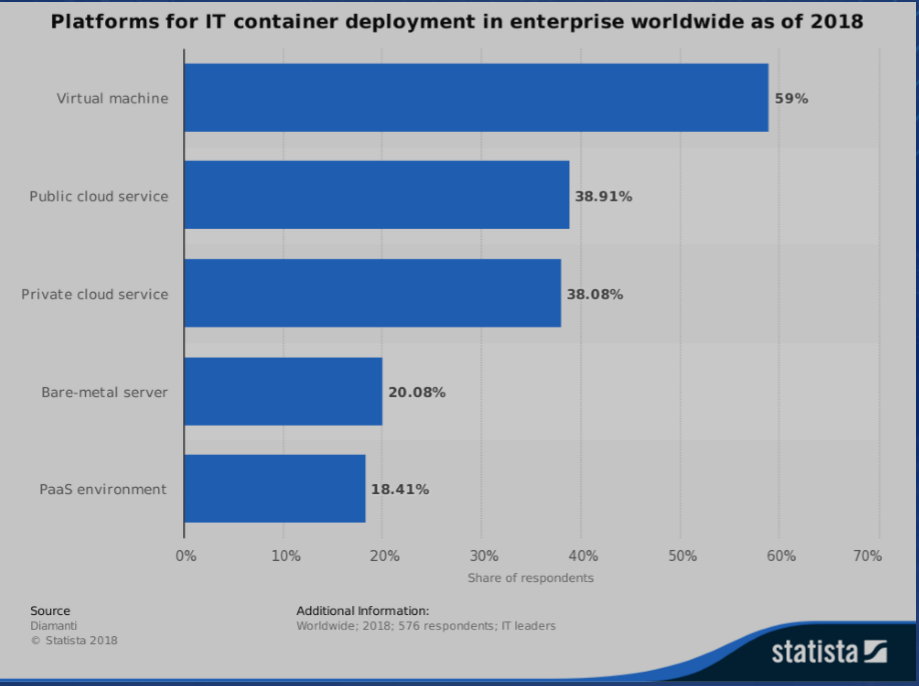 Platforms for IT container deployment in enterprise worldwide as of 2018
Virtual machine
59%
Public cloud service
38.91%
Private cloud service
38.08%
Bare-metal server
20.08%
PaaS environment
18.41%
0% 10% 20% 30% 40% 50% 60% 70%
Share of respondents
Source
Diamanti
© Statista 2018
Additional Information:
Worldwide; 2018; 576 respondents; IT leaders
statista